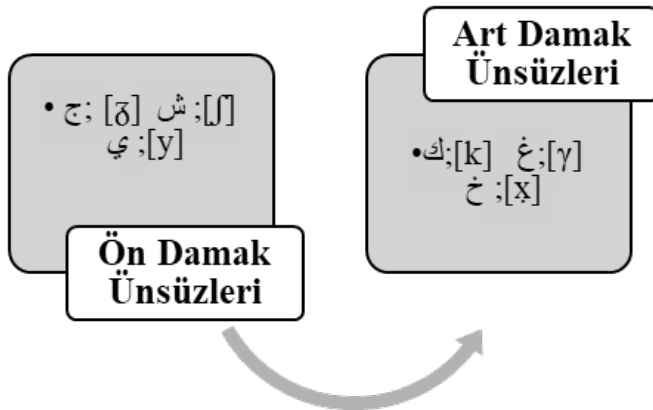 • ج; [ʒ̄] ش ;[ʃ]
ي ;[y]
Ön Damak
Ünsüzleri
Art Damak
Ünsüzleri
•ك;[k] غ ;[γ]
خ ;[x̣]